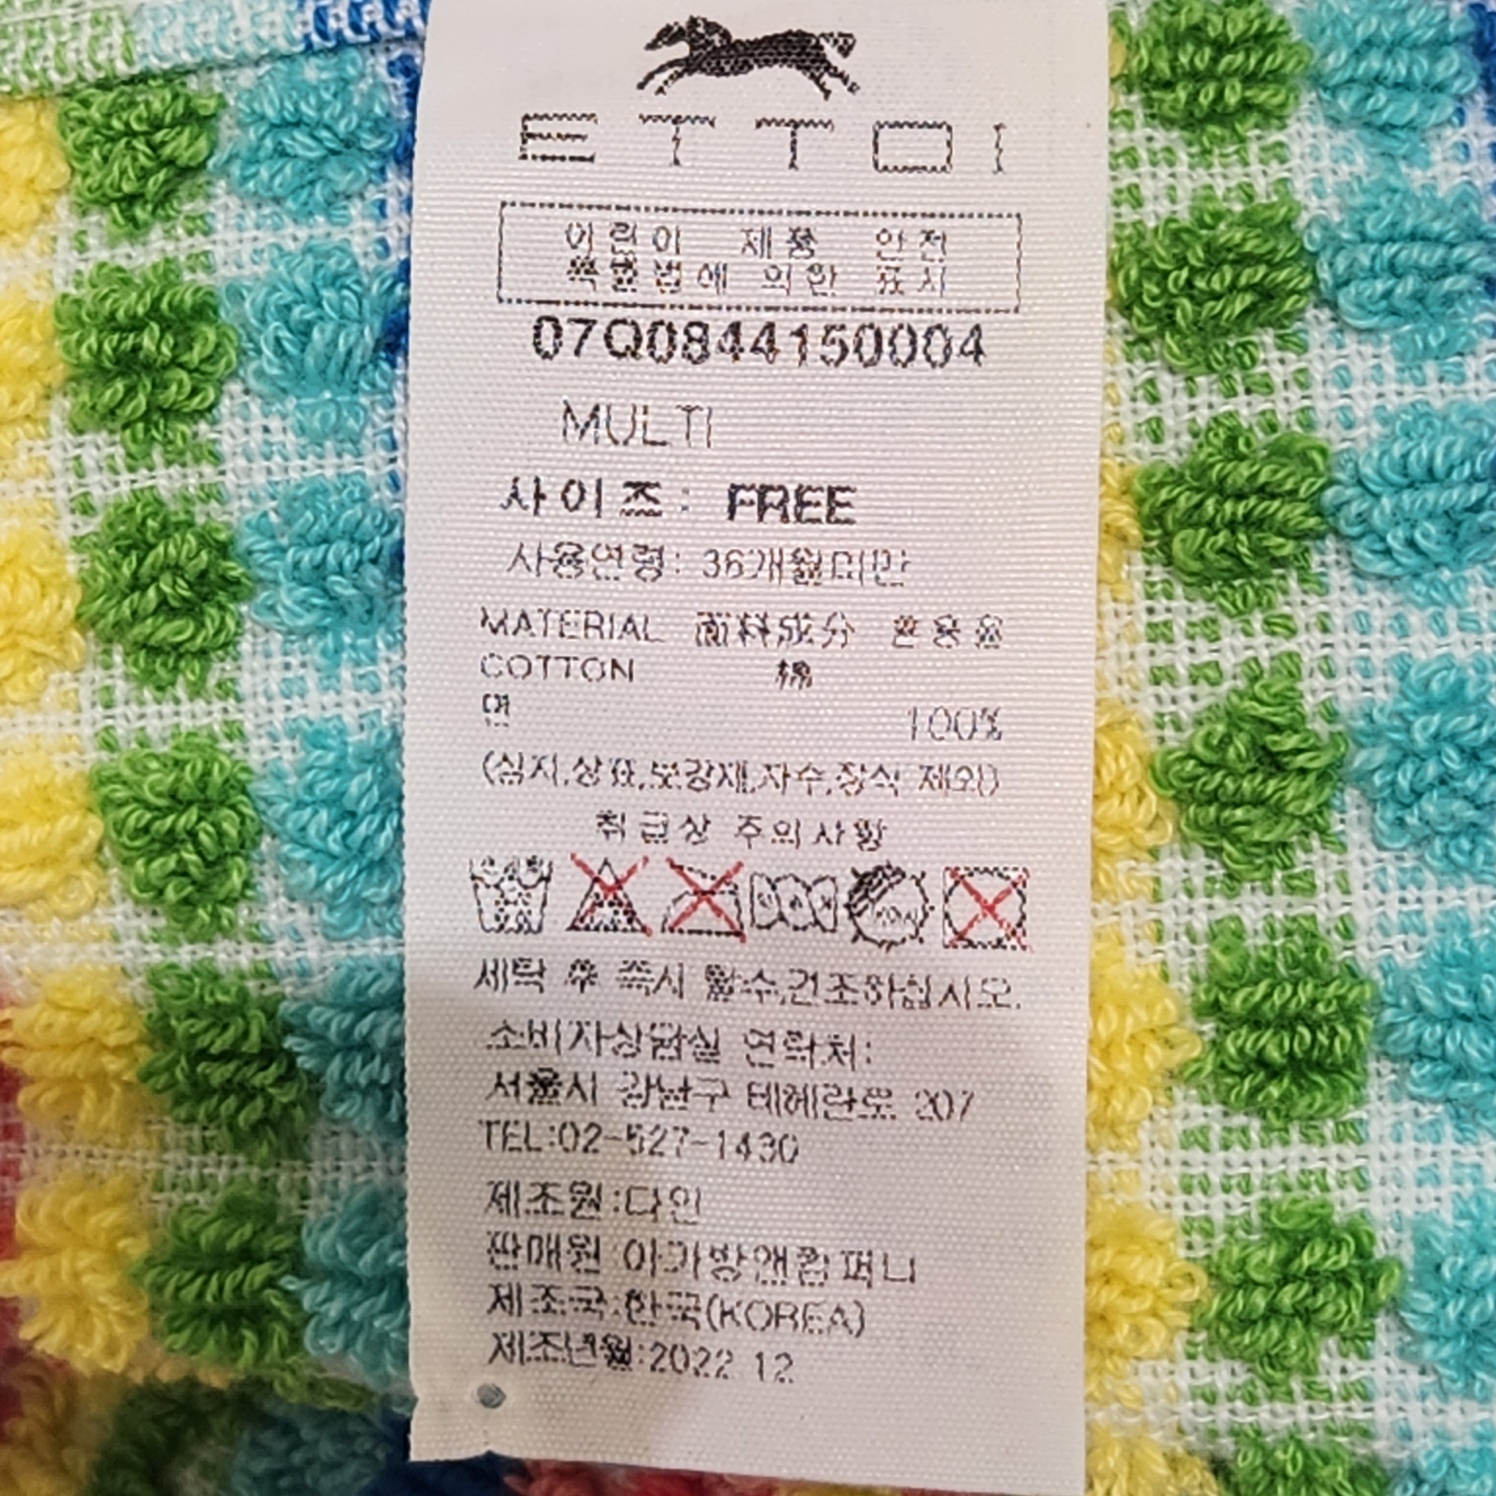 ETTOI
어린이 제품 안전
특별법에 의한 표시
07Q0844150004
MULTI
사이즈: FREE
사용연령: 36개월미만
MATERIAL 面料成分 혼용율
COTTON 棉
면 100%
(심지,상표,보강재,자수,장식 제외)
취급상 주의사항
세탁 후 즉시 탈수,건조하십시오.
소비자상담실 연락처:
서울시 강남구 테헤란로 207
TEL:02-527-1430
제조원:다인
판매원:아가방앤컴퍼니
제조국:한국(KOREA)
제조년월:2022.12